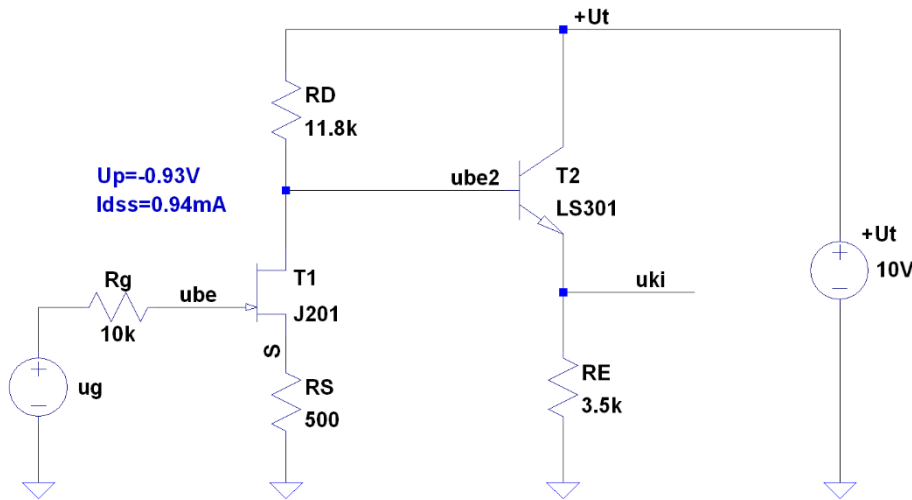 +Ut
RD
11.8k
Up=-0.93V
Idss=0.94mA
ube2
T2
LS301
+Ut
10V
Rg
10k
ube
T1
J201
uki
S
ug
RS
500
RE
3.5k